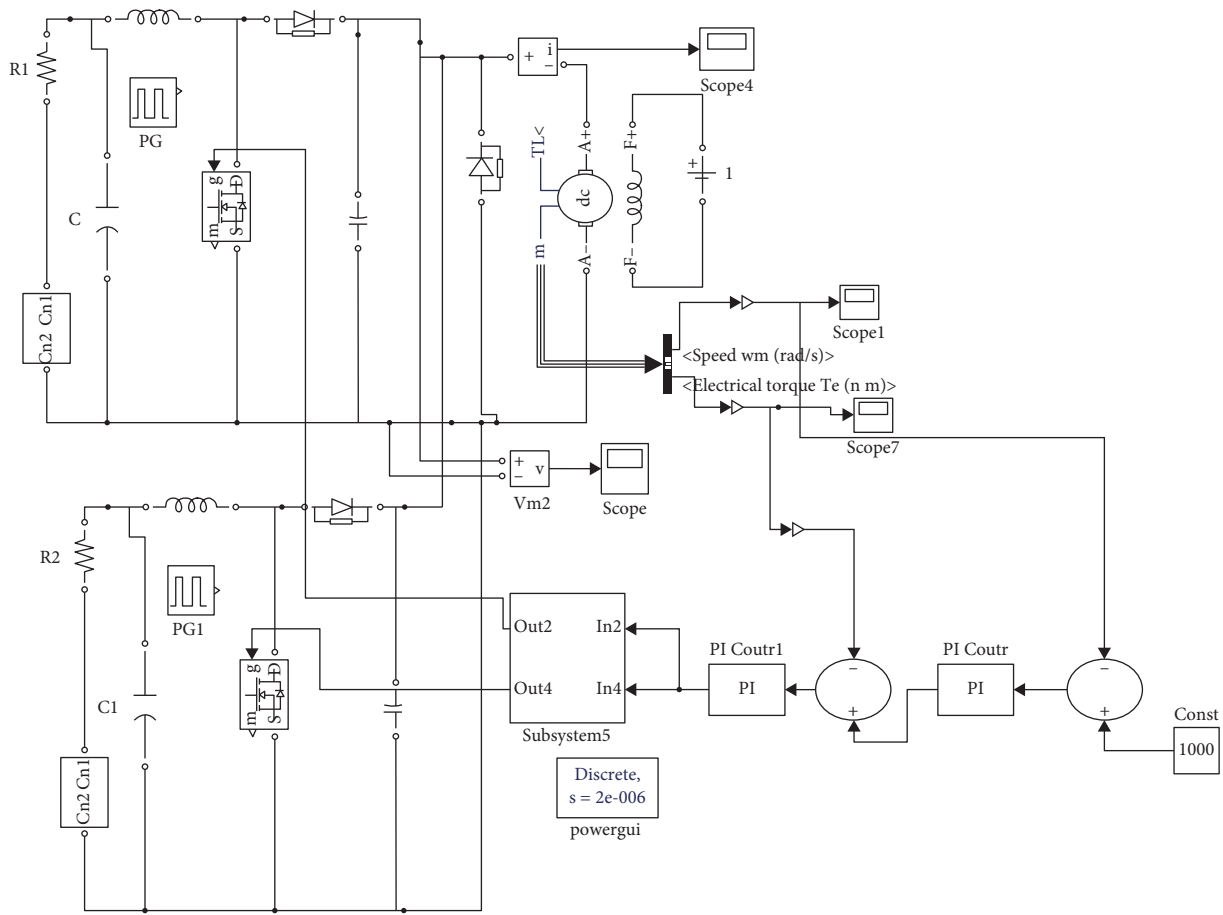 R1
C
Cn2 Cn1
PG
g
D
m
S
+
i
−
Scope4
TL<
A+
F+
dc
+
1
m
A−
F−
<Speed wm (rad/s)>
<Electrical torque Te (n m)>
Scope1
Scope7
+
−
v
Vm2
Scope
R2
C1
Cn2 Cn1
PG1
g
D
m
S
Out2
In2
Out4
In4
Subsystem5
PI Coutr1
PI
−
+
PI Coutr
PI
−
+
Const
1000
Discrete,
s = 2e-006
powergui